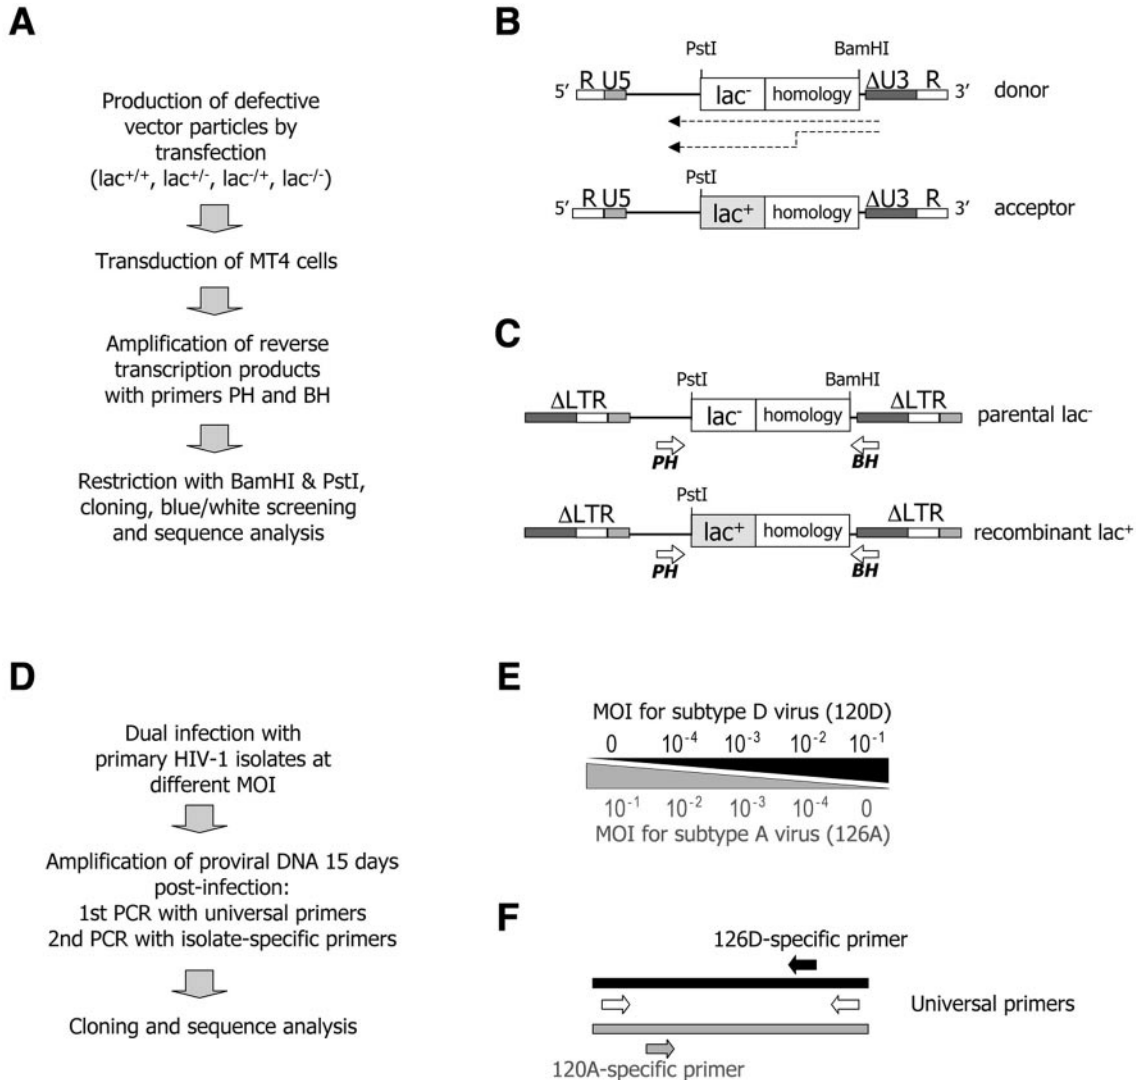 A
Production of defective
vector particles by
transfection
(lac+/+, lac+/-, lac-/+, lac-/-)
Transduction of MT4 cells
Amplification of reverse
transcription products
with primers PH and BH
Restriction with BamHI & PstI,
cloning, blue/white screening
and sequence analysis
B
PstI BamHI
5′ R U5 lac- homology ΔU3 R 3′ donor
PstI
5′ R U5 lac+ homology ΔU3 R 3′ acceptor
C
PstI BamHI
ΔLTR lac- homology ΔLTR parental lac-
PH BH
PstI
ΔLTR lac+ homology ΔLTR recombinant lac+
PH BH
D
Dual infection with
primary HIV-1 isolates at
different MOI
Amplification of proviral DNA 15 days
post-infection:
1st PCR with universal primers
2nd PCR with isolate-specific primers
Cloning and sequence analysis
E
MOI for subtype D virus (120D)
0 10-4 10-3 10-2 10-1
10-1 10-2 10-3 10-4 0
MOI for subtype A virus (126A)
F
126D-specific primer
Universal primers
120A-specific primer